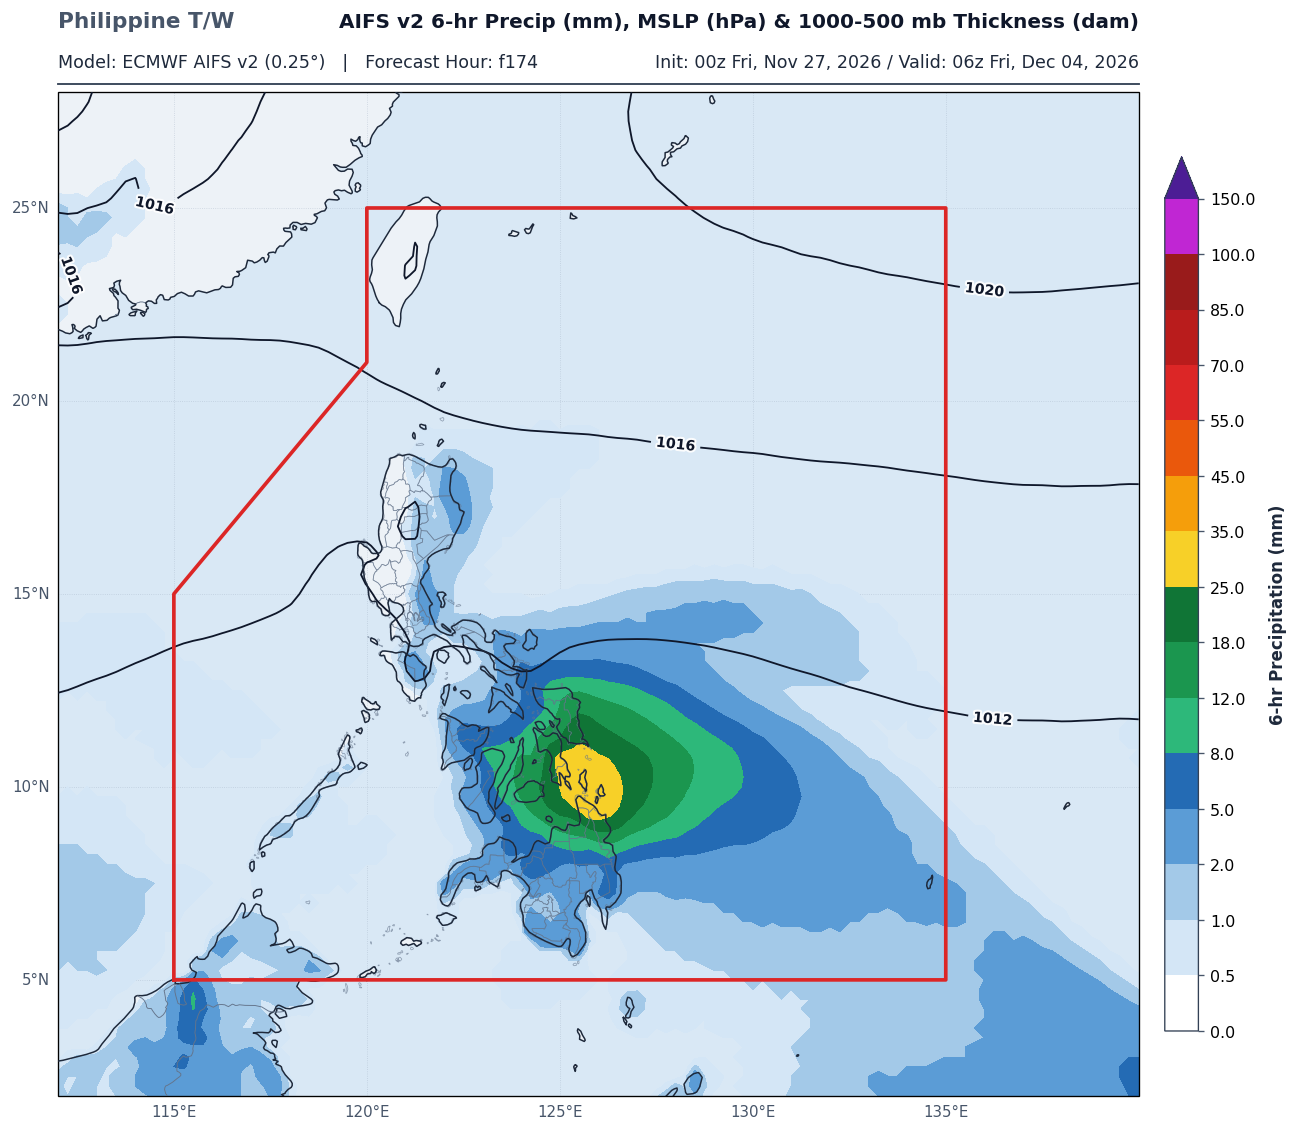 Philippine T/W
AIFS v2 6-hr Precip (mm), MSLP (hPa) & 1000-500 mb Thickness (dam)
Model: ECMWF AIFS v2 (0.25°)   |   Forecast Hour: f174
Init: 00z Fri, Nov 27, 2026 / Valid: 06z Fri, Dec 04, 2026
25°N
20°N
15°N
10°N
5°N
115°E
120°E
125°E
130°E
135°E
1016
1016
1020
1016
1012
150.0
100.0
85.0
70.0
55.0
45.0
35.0
25.0
18.0
12.0
8.0
5.0
2.0
1.0
0.5
0.0
6-hr Precipitation (mm)